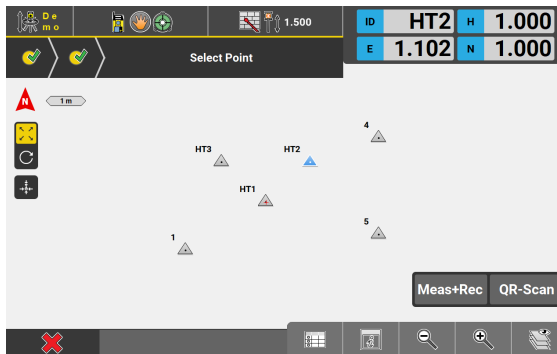 De
mo
1.500
ID HT2 H 1.000
E 1.102 N 1.000
Select Point
N
1 m
4
HT3
HT2
HT1
5
1
Meas+Rec
QR-Scan